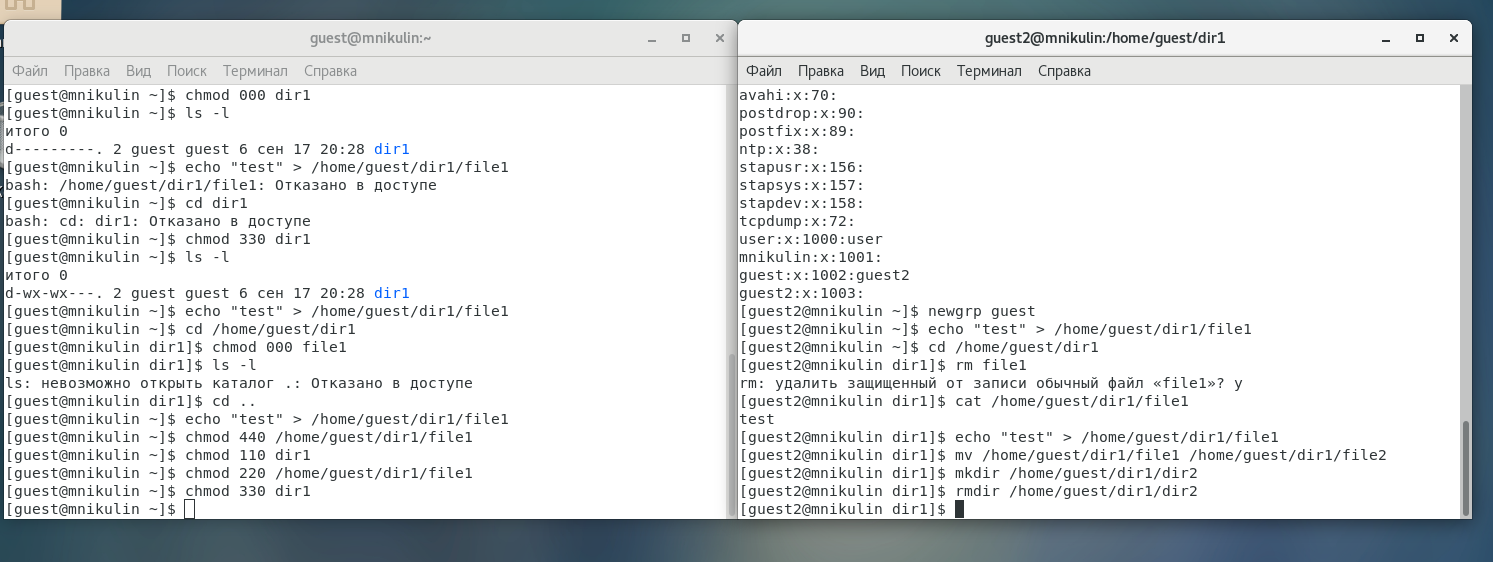 guest@mnikulin:~
Файл Правка Вид Поиск Терминал Справка
[guest@mnikulin ~]$ chmod 000 dir1
[guest@mnikulin ~]$ ls -l
итого 0
d---------. 2 guest guest 6 сен 17 20:28 dir1
[guest@mnikulin ~]$ echo "test" > /home/guest/dir1/file1
bash: /home/guest/dir1/file1: Отказано в доступе
[guest@mnikulin ~]$ cd dir1
bash: cd: dir1: Отказано в доступе
[guest@mnikulin ~]$ chmod 330 dir1
[guest@mnikulin ~]$ ls -l
итого 0
d-wx-wx---. 2 guest guest 6 сен 17 20:28 dir1
[guest@mnikulin ~]$ echo "test" > /home/guest/dir1/file1
[guest@mnikulin ~]$ cd /home/guest/dir1
[guest@mnikulin dir1]$ chmod 000 file1
[guest@mnikulin dir1]$ ls -l
ls: невозможно открыть каталог .: Отказано в доступе
[guest@mnikulin dir1]$ cd ..
[guest@mnikulin ~]$ echo "test" > /home/guest/dir1/file1
[guest@mnikulin ~]$ chmod 440 /home/guest/dir1/file1
[guest@mnikulin ~]$ chmod 110 dir1
[guest@mnikulin ~]$ chmod 220 /home/guest/dir1/file1
[guest@mnikulin ~]$ chmod 330 dir1
[guest@mnikulin ~]$
guest2@mnikulin:/home/guest/dir1
Файл Правка Вид Поиск Терминал Справка
avahi:x:70:
postdrop:x:90:
postfix:x:89:
ntp:x:38:
stapusr:x:156:
stapsys:x:157:
stapdev:x:158:
tcpdump:x:72:
user:x:1000:user
mnikulin:x:1001:
guest:x:1002:guest2
guest2:x:1003:
[guest2@mnikulin ~]$ newgrp guest
[guest2@mnikulin ~]$ echo "test" > /home/guest/dir1/file1
[guest2@mnikulin ~]$ cd /home/guest/dir1
[guest2@mnikulin dir1]$ rm file1
rm: удалить защищенный от записи обычный файл «file1»? y
[guest2@mnikulin dir1]$ cat /home/guest/dir1/file1
test
[guest2@mnikulin dir1]$ echo "test" > /home/guest/dir1/file1
[guest2@mnikulin dir1]$ mv /home/guest/dir1/file1 /home/guest/dir1/file2
[guest2@mnikulin dir1]$ mkdir /home/guest/dir1/dir2
[guest2@mnikulin dir1]$ rmdir /home/guest/dir1/dir2
[guest2@mnikulin dir1]$